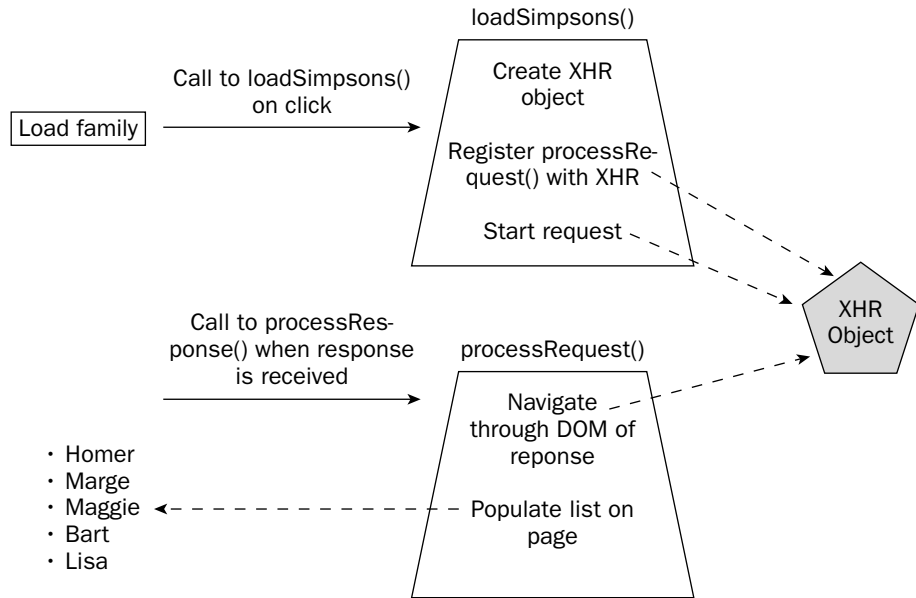 loadSimpsons()
Call to loadSimpsons()
on click
Load family
Create XHR
object
Register processRe-
quest() with XHR
Start request
XHR
Object
Call to processRes-
ponse() when response
is received
processRequest()
Navigate
through DOM of
reponse
Populate list on
page
· Homer
· Marge
· Maggie
· Bart
· Lisa